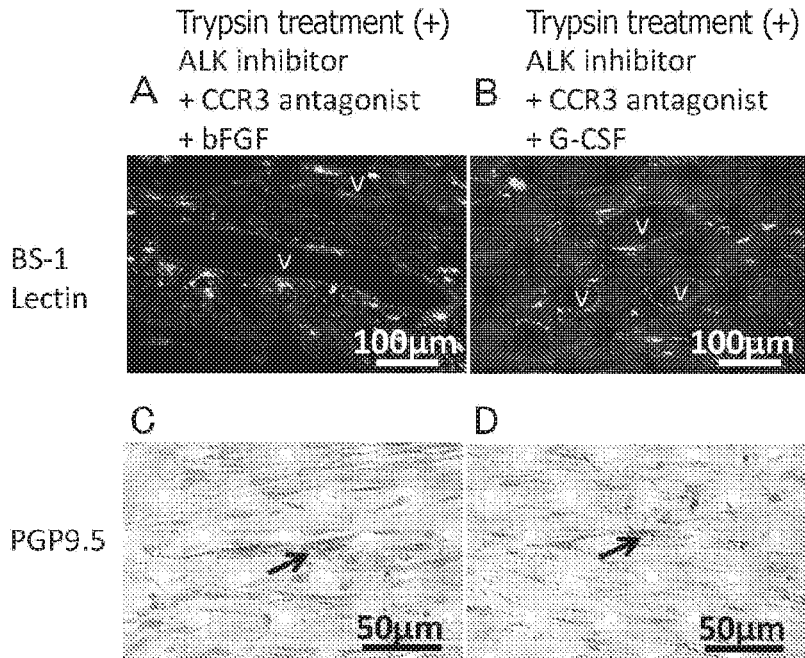 Trypsin treatment (+)
ALK inhibitor
+ CCR3 antagonist
+ bFGF
Trypsin treatment (+)
ALK inhibitor
+ CCR3 antagonist
+ G-CSF
A
B
BS-1
Lectin
V
V
100μm
V
V
V
100μm
C
D
PGP9.5
50μm
50μm